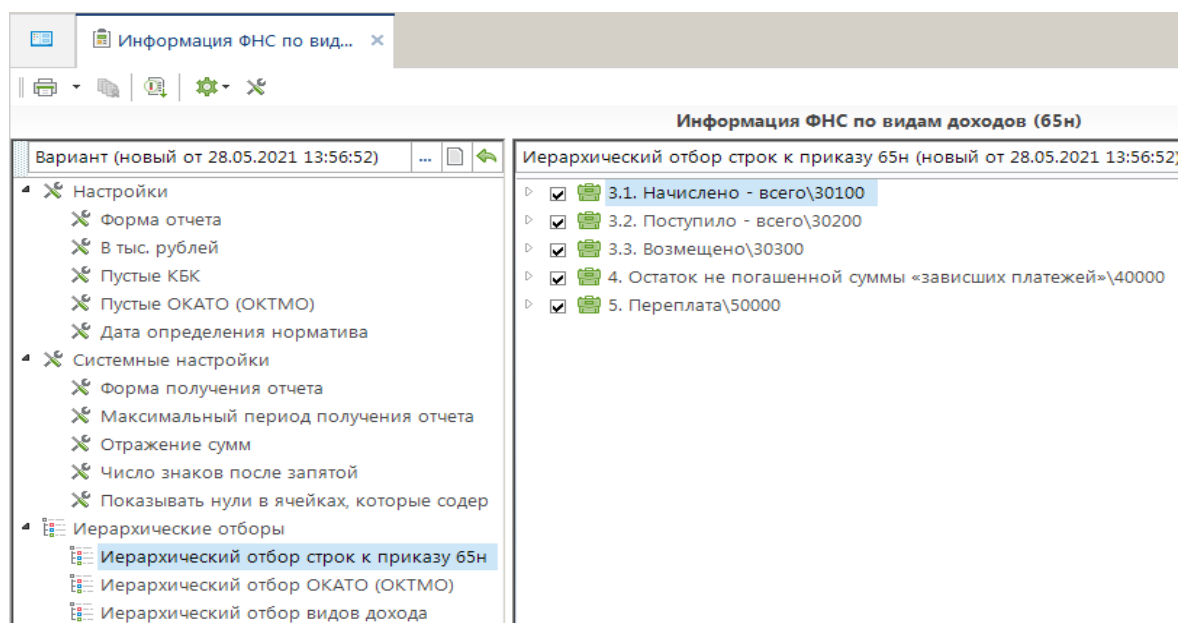 Информация ФНС по вид...
Информация ФНС по видам доходов (65н)
Вариант (новый от 28.05.2021 13:56:52) ...
Настройки
Форма отчета
В тыс. рублей
Пустые КБК
Пустые ОКАТО (ОКТМО)
Дата определения норматива
Системные настройки
Форма получения отчета
Максимальный период получения отчета
Отражение сумм
Число знаков после запятой
Показывать нули в ячейках, которые содер
Иерархические отборы
Иерархический отбор строк к приказу 65н
Иерархический отбор ОКАТО (ОКТМО)
Иерархический отбор видов дохода
Иерархический отбор строк к приказу 65н (новый от 28.05.2021 13:56:52)
3.1. Начислено - всего\30100
3.2. Поступило - всего\30200
3.3. Возмещено\30300
4. Остаток не погашенной суммы «зависших платежей»\40000
5. Переплата\50000